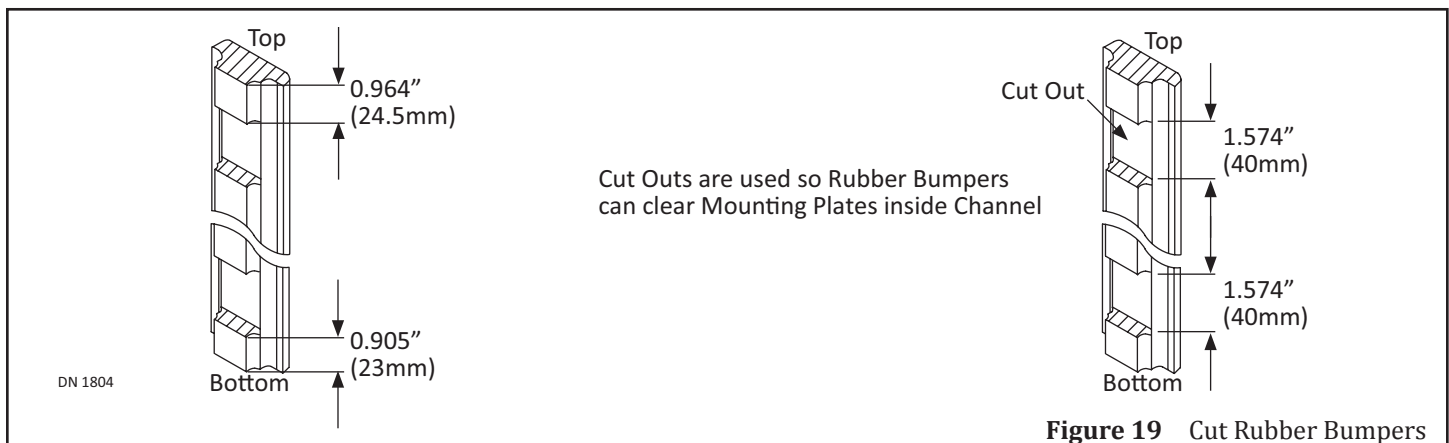 Top
0.964”
(24.5mm)
0.905”
(23mm)
Bottom
DN 1804
Cut Outs are used so Rubber Bumpers
can clear Mounting Plates inside Channel
Top
Cut Out
1.574”
(40mm)
1.574”
(40mm)
Bottom
Figure 19 Cut Rubber Bumpers